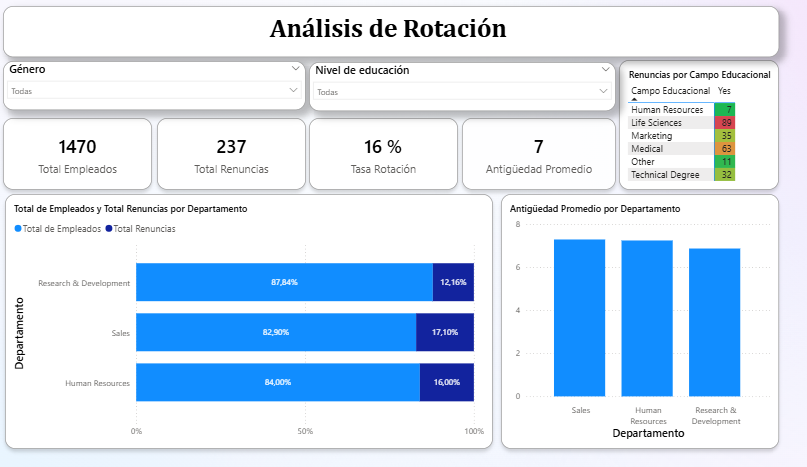 Análisis de Rotación
Género
Todas
Nivel de educación
Todas
Renuncias por Campo Educacional
Campo Educacional Yes
Human Resources 7
Life Sciences 89
Marketing 35
Medical 63
Other 11
Technical Degree 32
1470
Total Empleados
237
Total Renuncias
16 %
Tasa Rotación
7
Antigüedad Promedio
Total de Empleados y Total Renuncias por Departamento
Total de Empleados Total Renuncias
Departamento
Research & Development 87,84% 12,16%
Sales 82,90% 17,10%
Human Resources 84,00% 16,00%
0% 50% 100%
Antigüedad Promedio por Departamento
8
6
4
2
0
Sales
Human
Resources
Research &
Development
Departamento